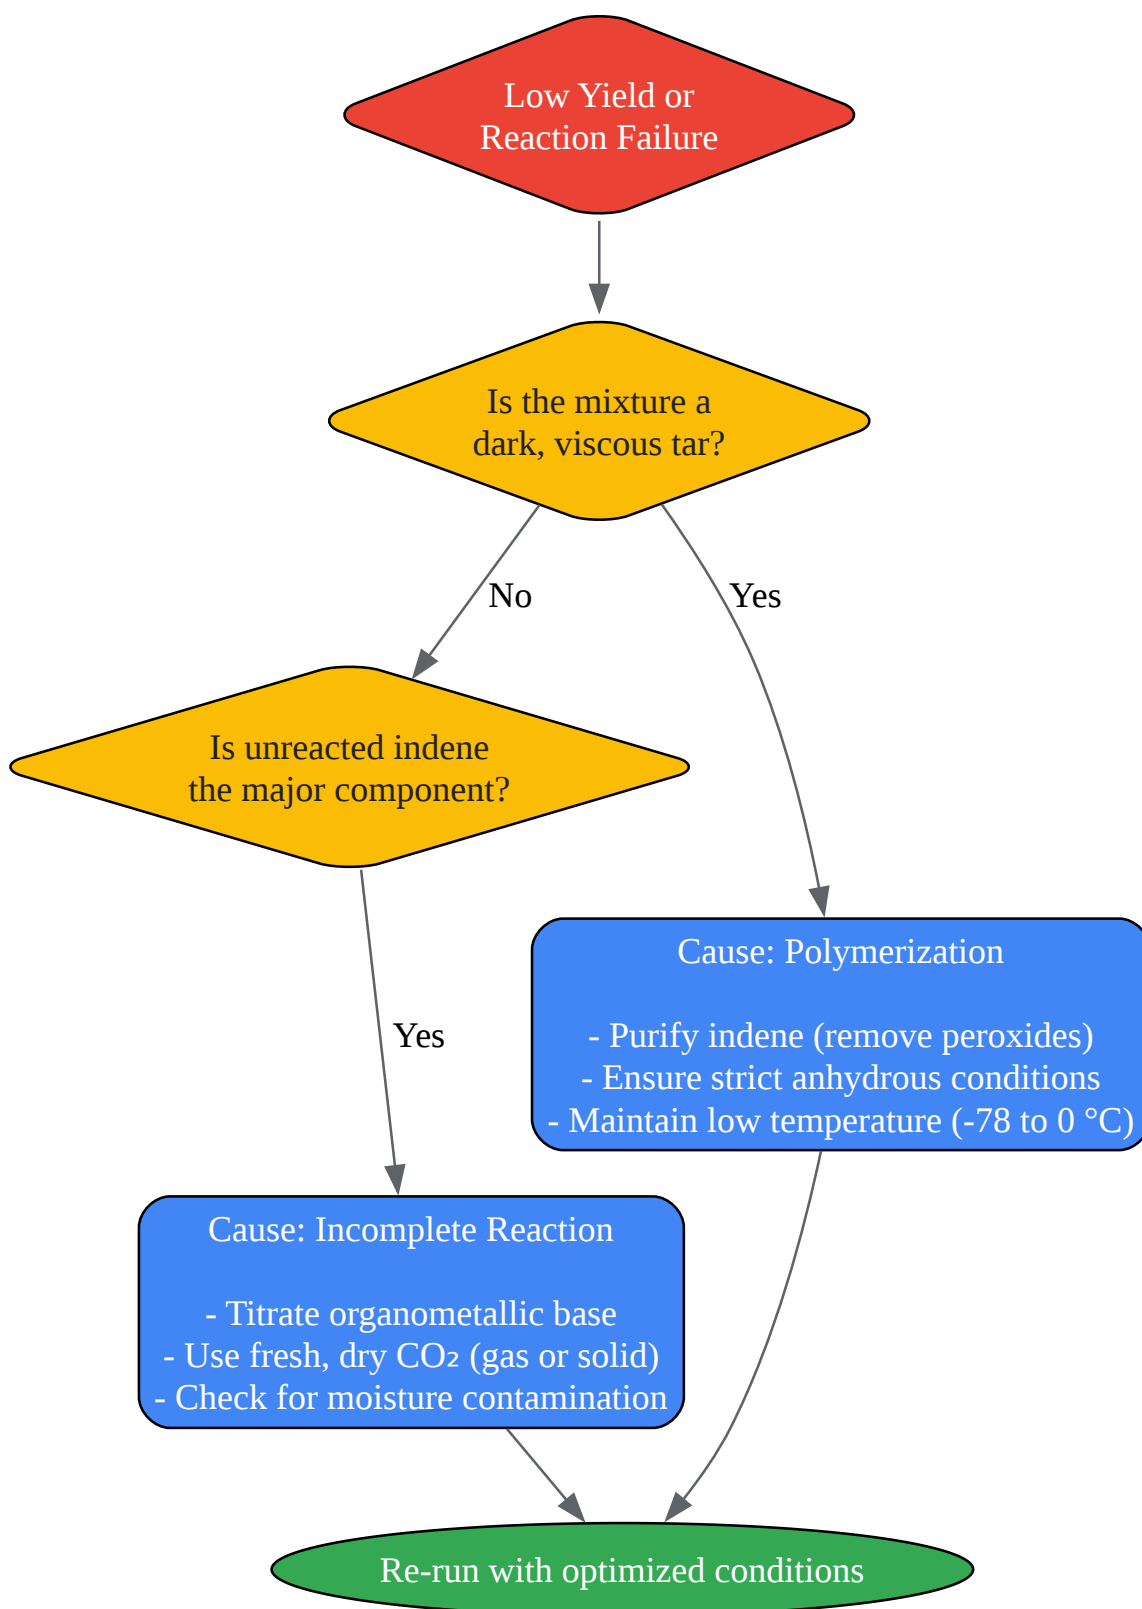 Low Yield or
Reaction Failure
Is the mixture a
dark, viscous tar?
No
Yes
Is unreacted indene
the major component?
Yes
Cause: Polymerization
- Purify indene (remove peroxides)
- Ensure strict anhydrous conditions
- Maintain low temperature (-78 to 0 °C)
Cause: Incomplete Reaction
- Titrate organometallic base
- Use fresh, dry CO₂ (gas or solid)
- Check for moisture contamination
Re-run with optimized conditions